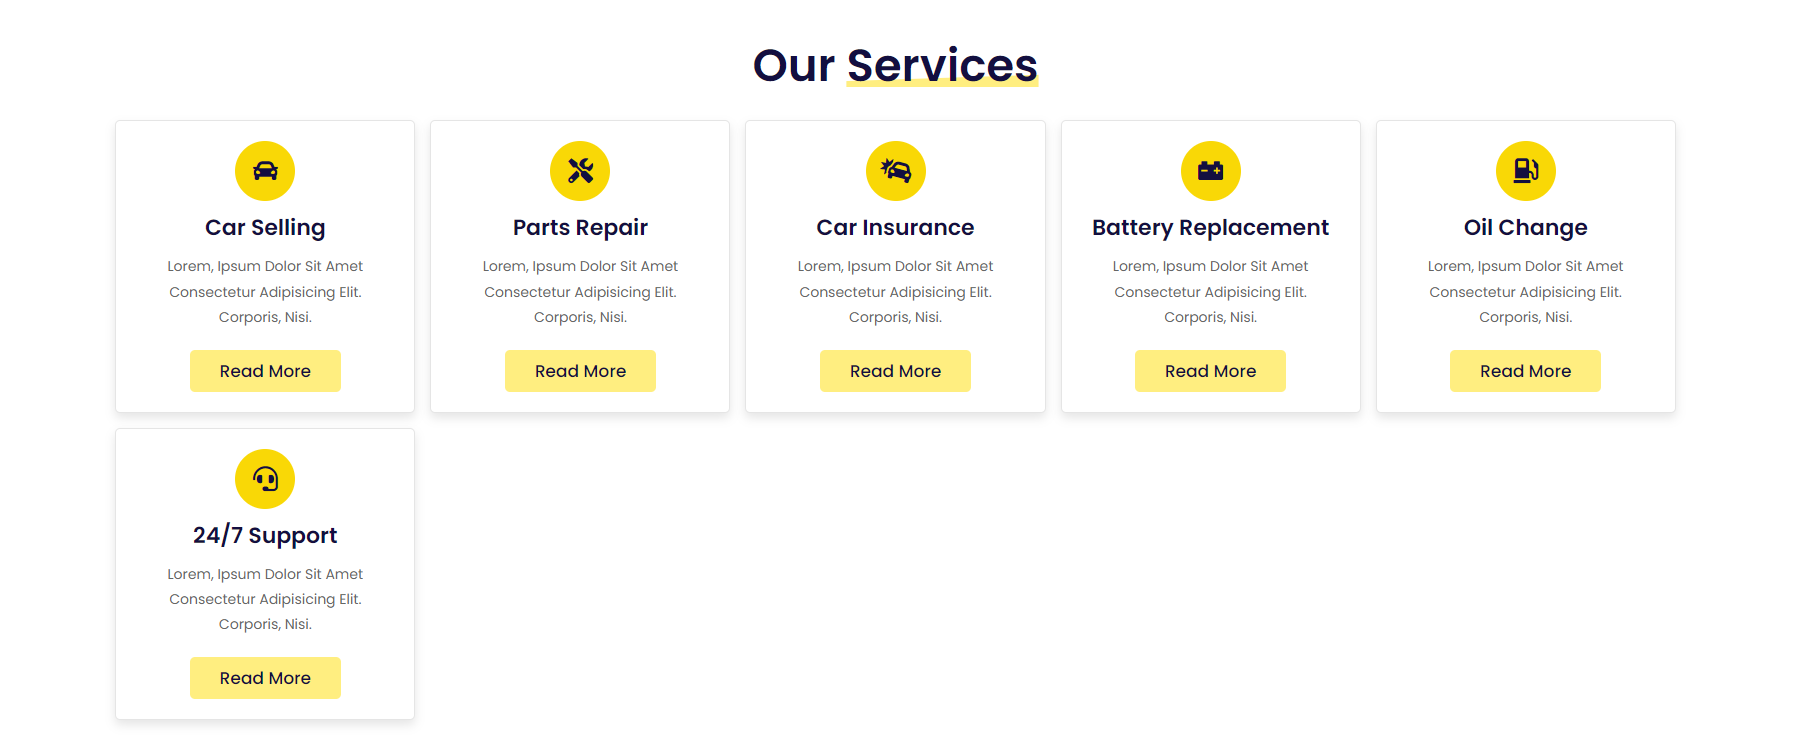 Our Services
Car Selling
Lorem, Ipsum Dolor Sit Amet
Consectetur Adipisicing Elit.
Corporis, Nisi.
Read More
Parts Repair
Lorem, Ipsum Dolor Sit Amet
Consectetur Adipisicing Elit.
Corporis, Nisi.
Read More
Car Insurance
Lorem, Ipsum Dolor Sit Amet
Consectetur Adipisicing Elit.
Corporis, Nisi.
Read More
Battery Replacement
Lorem, Ipsum Dolor Sit Amet
Consectetur Adipisicing Elit.
Corporis, Nisi.
Read More
Oil Change
Lorem, Ipsum Dolor Sit Amet
Consectetur Adipisicing Elit.
Corporis, Nisi.
Read More
24/7 Support
Lorem, Ipsum Dolor Sit Amet
Consectetur Adipisicing Elit.
Corporis, Nisi.
Read More